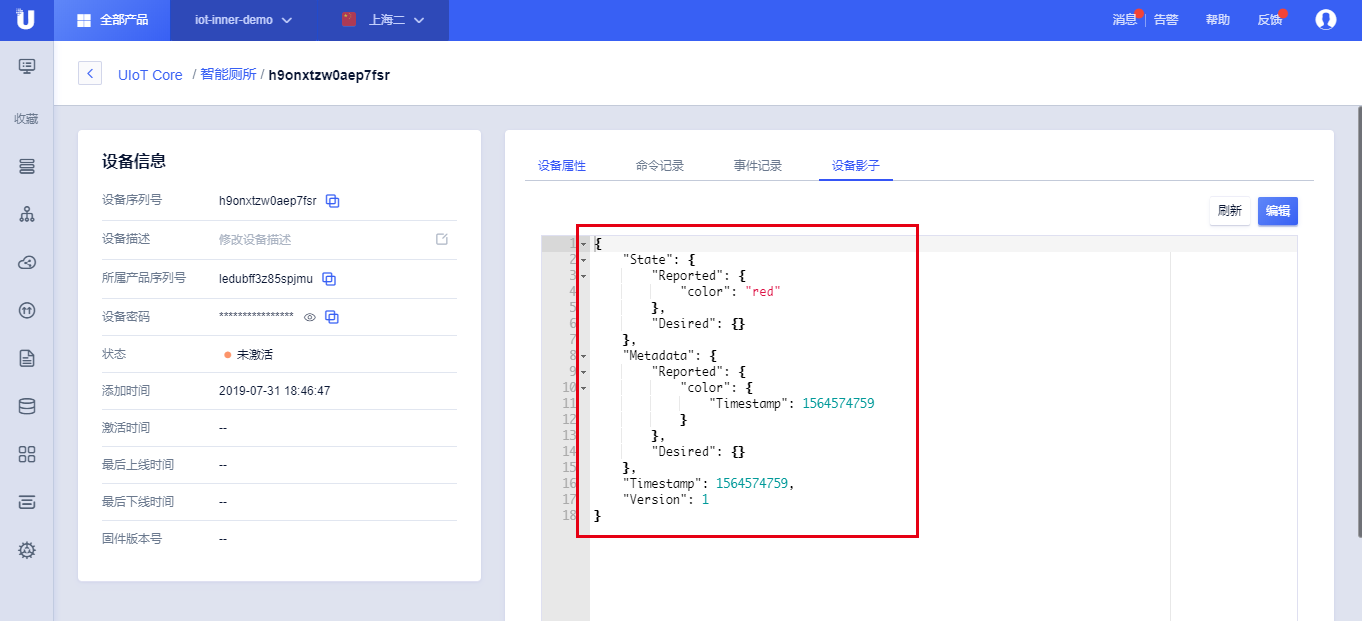 全部产品
iot-inner-demo
上海二
消息
告警
帮助
反馈
收藏
UIoT Core / 智能厕所 / h9onxtzw0aep7fsr
设备信息
设备序列号 h9onxtzw0aep7fsr
设备描述 修改设备描述
所属产品序列号 ledubff3z85spjmu
设备密码 ****************
状态 未激活
添加时间 2019-07-31 18:46:47
激活时间 --
最后上线时间 --
最后下线时间 --
固件版本号 --
设备属性 命令记录 事件记录 设备影子
刷新 编辑
1 {
2 "State": {
3 "Reported": {
4 "color": "red"
5 },
6 "Desired": {}
7 },
8 "Metadata": {
9 "Reported": {
10 "color": {
11 "Timestamp": 1564574759
12 }
13 },
14 "Desired": {}
15 },
16 "Timestamp": 1564574759,
17 "Version": 1
18 }